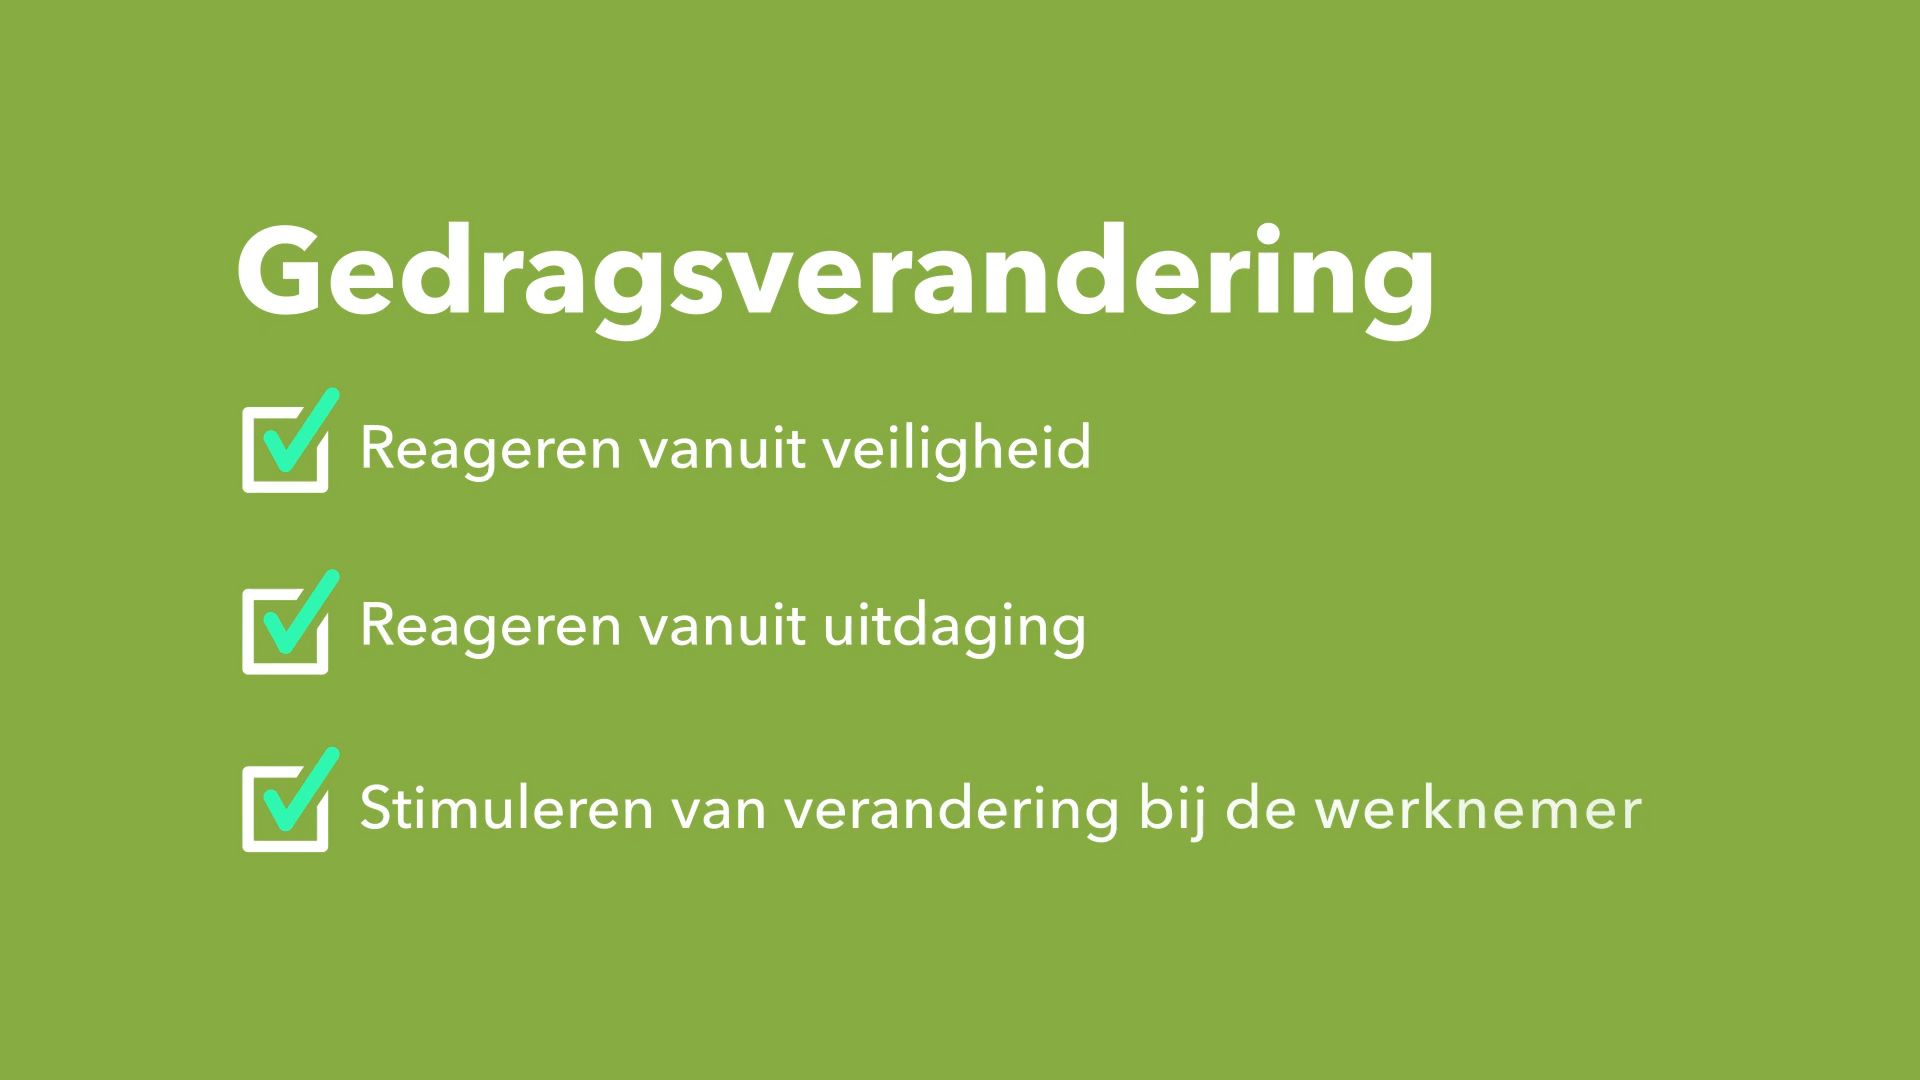 Gedragsverandering
Reageren vanuit veiligheid
Reageren vanuit uitdaging
Stimuleren van verandering bij de werknemer